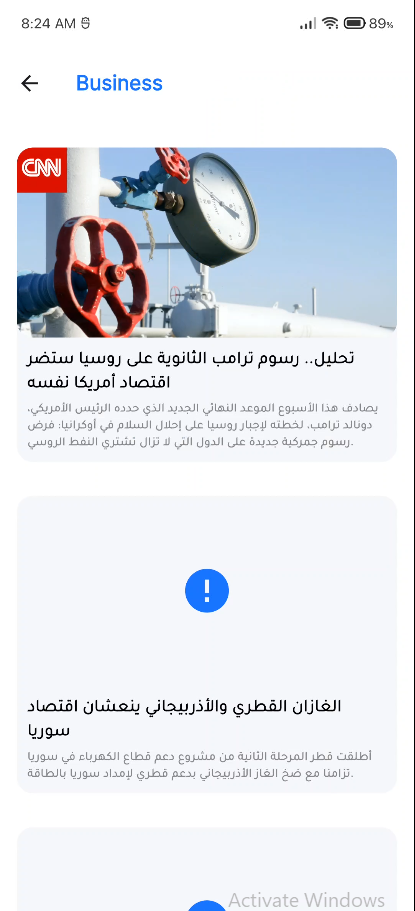 8:24 AM
89%
Business
CNN
تحليل.. رسوم ترامب الثانوية على روسيا ستضر
اقتصاد أمريكا نفسه
يصادف هذا الأسبوع الموعد النهائي الجديد الذي حدده الرئيس الأمريكي،
دونالد ترامب، لخطته لإجبار روسيا على إحلال السلام في أوكرانيا: فرض
.رسوم جمركية جديدة على الدول التي لا تزال تشتري النفط الروسي
الغازان القطري والأذربيجاني ينعشان اقتصاد
سوريا
أطلقت قطر المرحلة الثانية من مشروع دعم قطاع الكهرباء في سوريا
.تزامنا مع ضخ الغاز الأذربيجاني بدعم قطري لإمداد سوريا بالطاقة
Activate Windows